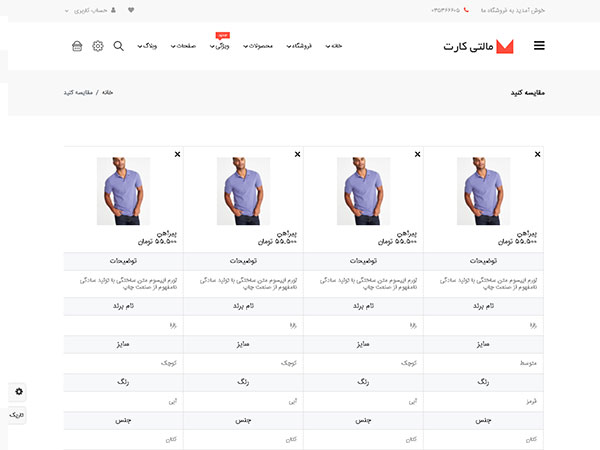 خوش آمدید به فروشگاه ما
حساب کاربری
مالتی کارت
خانه
فروشگاه
محصولات
ویژگی
جدید
صفحات
وبلاگ
مقایسه کنید
خانه / مقایسه کنید
پیراهن پیراهن پیراهن پیراهن
۵۵,۵۰۰ تومان ۵۵,۵۰۰ تومان ۵۵,۵۰۰ تومان ۵۵,۵۰۰ تومان
توضیحات توضیحات توضیحات توضیحات
لورم ایپسوم متن ساختگی با تولید سادگی لورم ایپسوم متن ساختگی با تولید سادگی لورم ایپسوم متن ساختگی با تولید سادگی لورم ایپسوم متن ساختگی با تولید سادگی
نامفهوم از صنعت چاپ نامفهوم از صنعت چاپ نامفهوم از صنعت چاپ نامفهوم از صنعت چاپ
نام برند نام برند نام برند نام برند
زارا زارا زارا زارا
سایز سایز سایز سایز
متوسط کوچک کوچک کوچک
رنگ رنگ رنگ رنگ
قرمز آبی آبی آبی
جنس جنس جنس جنس
کتان کتان کتان کتان
تاریک